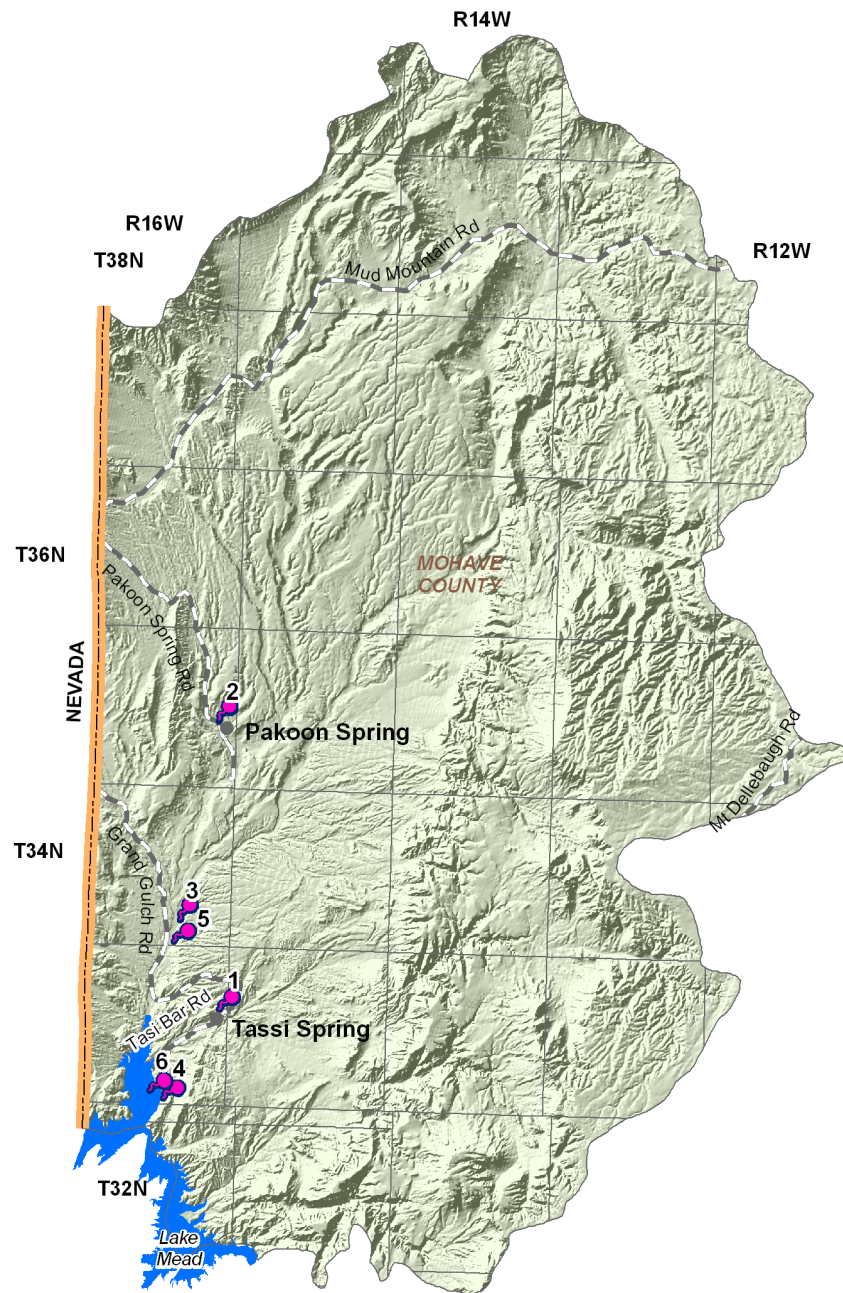 R14W
R16W
T38N
Mud Mountain Rd
R12W
T36N
MOHAVE
COUNTY
Pakoon Spring Rd
NEVADA
2
Pakoon Spring
Mt Dellebaugh Rd
T34N
Grand Gulch Rd
3
5
1
Tasi Bar Rd
Tassi Spring
6
4
T32N
Lake
Mead